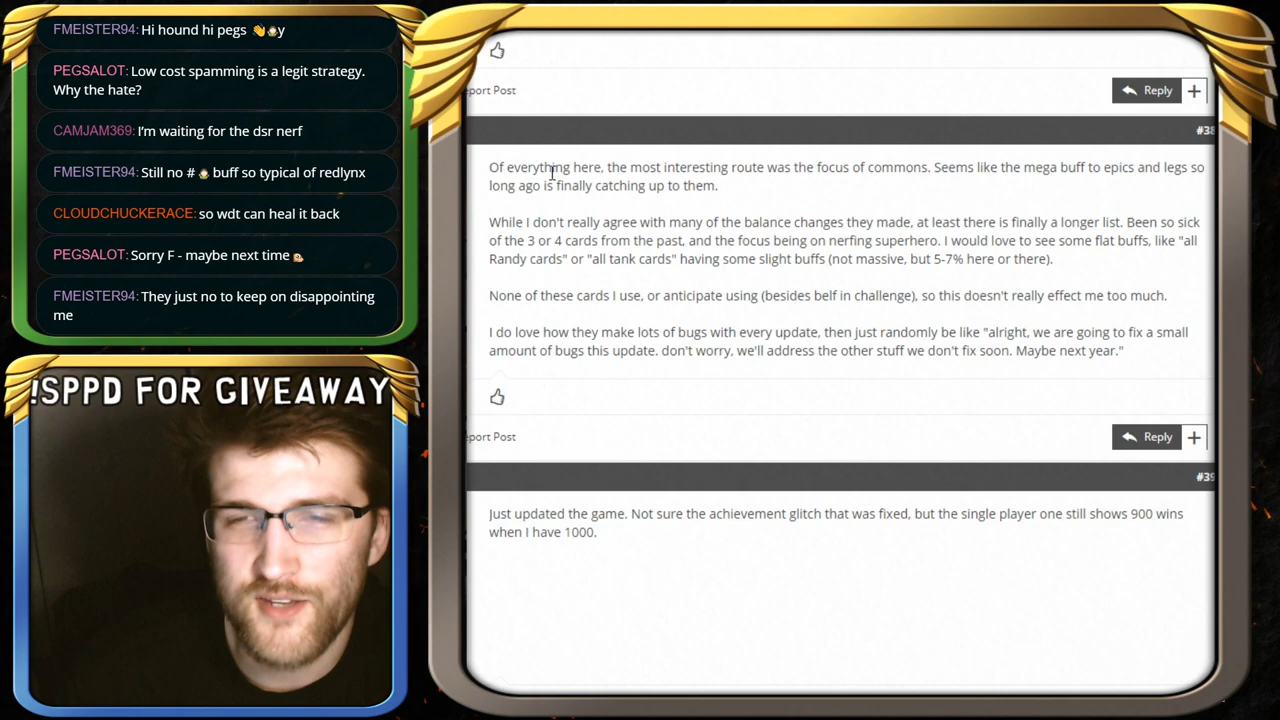 FMEISTER94: Hi hound hi pegs 👋 y
PEGSALOT: Low cost spamming is a legit strategy.
Why the hate?
CAMJAM369: I'm waiting for the dsr nerf
FMEISTER94: Still no # buff so typical of redlynx
CLOUDCHUCKERACE: so wdt can heal it back
PEGSALOT: Sorry F - maybe next time
FMEISTER94: They just no to keep on disappointing
me
!SPPD FOR GIVEAWAY
eport Post
Reply +
#38
Of everything here, the most interesting route was the focus of commons. Seems like the mega buff to epics and legs so
long ago is finally catching up to them.
While I don't really agree with many of the balance changes they made, at least there is finally a longer list. Been so sick
of the 3 or 4 cards from the past, and the focus being on nerfing superhero. I would love to see some flat buffs, like "all
Randy cards" or "all tank cards" having some slight buffs (not massive, but 5-7% here or there).
None of these cards I use, or anticipate using (besides belf in challenge), so this doesn't really effect me too much.
I do love how they make lots of bugs with every update, then just randomly be like "alright, we are going to fix a small
amount of bugs this update. don't worry, we'll address the other stuff we don't fix soon. Maybe next year."
eport Post
Reply +
#39
Just updated the game. Not sure the achievement glitch that was fixed, but the single player one still shows 900 wins
when I have 1000.